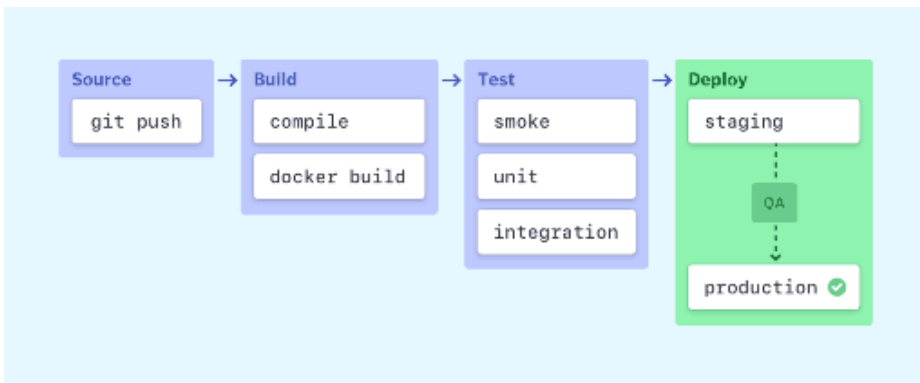 Source
git push
Build
compile
docker build
Test
smoke
unit
integration
Deploy
staging
QA
production